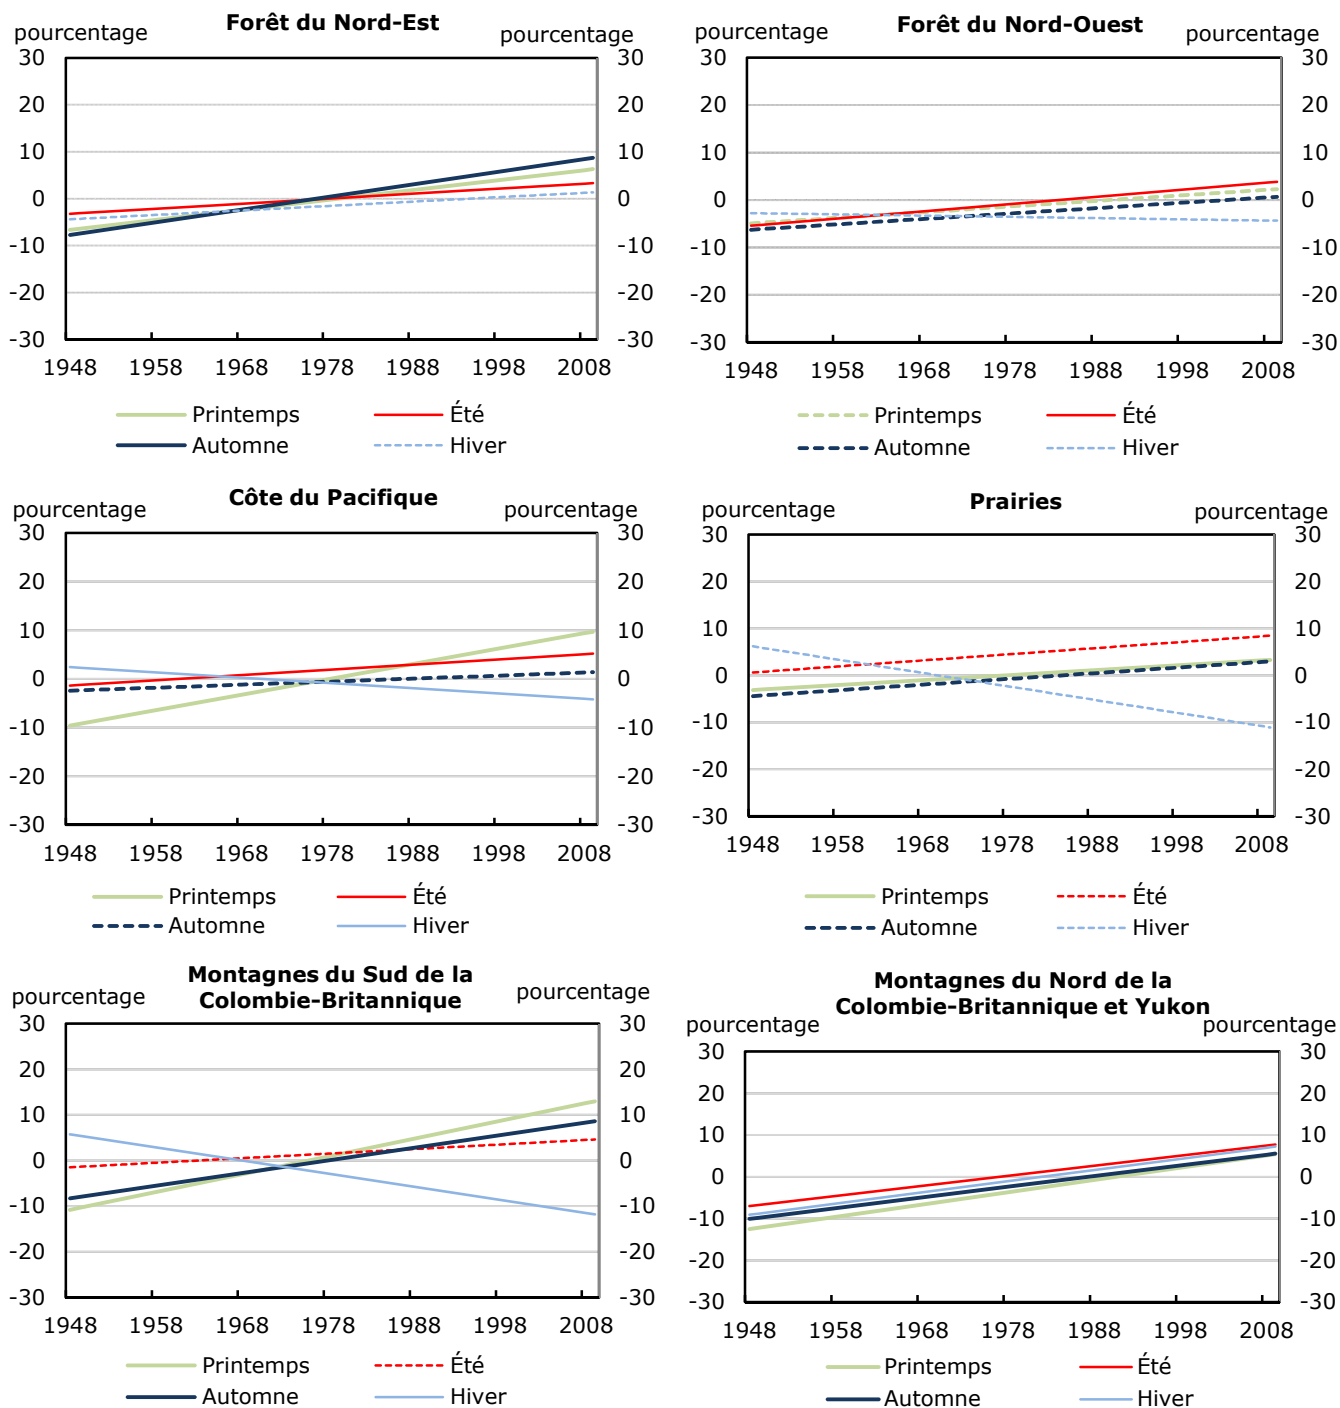 Forêt du Nord-Est
pourcentage pourcentage
30 30
20 20
10 10
0 0
-10 -10
-20 -20
-30 -30
1948 1958 1968 1978 1988 1998 2008
Printemps Été
Automne Hiver
Forêt du Nord-Ouest
pourcentage pourcentage
30 30
20 20
10 10
0 0
-10 -10
-20 -20
-30 -30
1948 1958 1968 1978 1988 1998 2008
Printemps Été
Automne Hiver
Côte du Pacifique
pourcentage pourcentage
30 30
20 20
10 10
0 0
-10 -10
-20 -20
-30 -30
1948 1958 1968 1978 1988 1998 2008
Printemps Été
Automne Hiver
Prairies
pourcentage pourcentage
30 30
20 20
10 10
0 0
-10 -10
-20 -20
-30 -30
1948 1958 1968 1978 1988 1998 2008
Printemps Été
Automne Hiver
Montagnes du Sud de la
Colombie-Britannique
pourcentage pourcentage
30 30
20 20
10 10
0 0
-10 -10
-20 -20
-30 -30
1948 1958 1968 1978 1988 1998 2008
Printemps Été
Automne Hiver
Montagnes du Nord de la
Colombie-Britannique et Yukon
pourcentage pourcentage
30 30
20 20
10 10
0 0
-10 -10
-20 -20
-30 -30
1948 1958 1968 1978 1988 1998 2008
Printemps Été
Automne Hiver